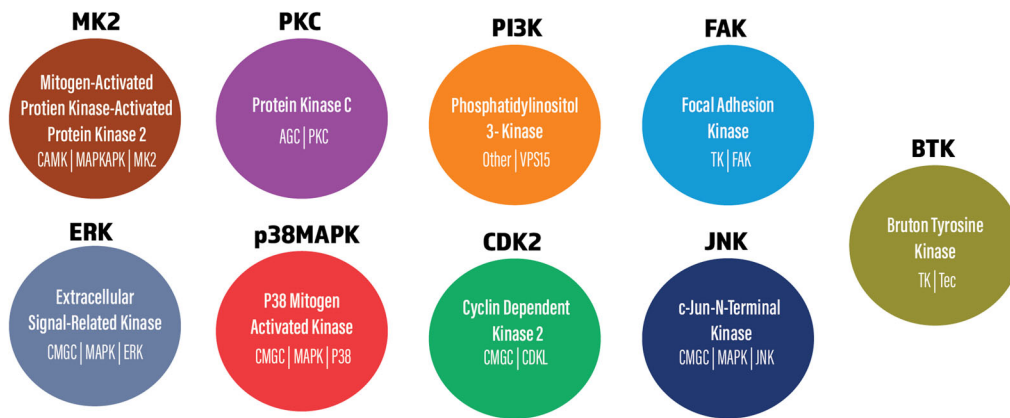 MK2
Mitogen-Activated
Protien Kinase-Activated
Protein Kinase 2
CAMK | MAPKAPK | MK2
PKC
Protein Kinase C
AGC | PKC
PI3K
Phosphatidylinositol
3- Kinase
Other | VPS15
FAK
Focal Adhesion
Kinase
TK | FAK
BTK
Bruton Tyrosine
Kinase
TK | Tec
ERK
Extracellular
Signal-Related Kinase
CMGC | MAPK | ERK
p38MAPK
P38 Mitogen
Activated Kinase
CMGC | MAPK | P38
CDK2
Cyclin Dependent
Kinase 2
CMGC | CDKL
JNK
c-Jun-N-Terminal
Kinase
CMGC | MAPK | JNK